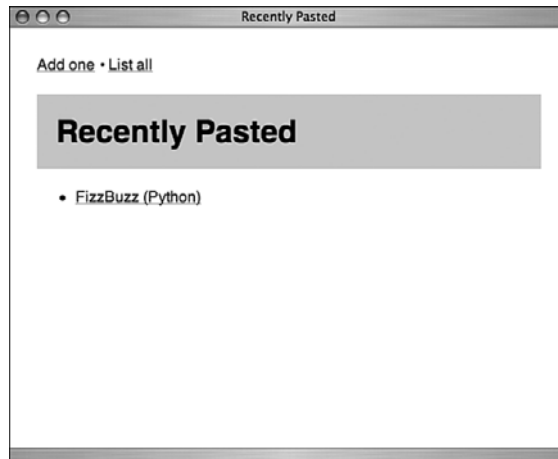 Recently Pasted
Add one • List all
Recently Pasted
• FizzBuzz (Python)